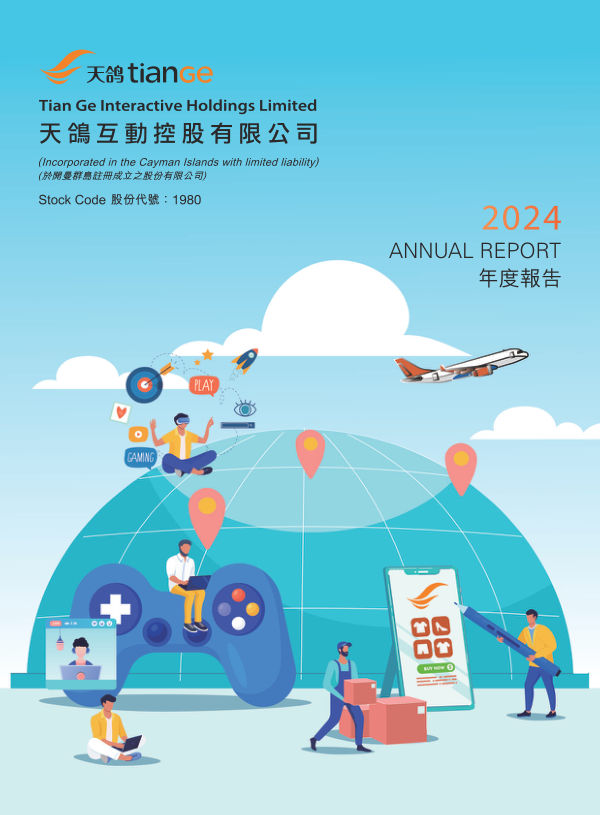 天鴿 tiange
Tian Ge Interactive Holdings Limited
天鴿互動控股有限公司
(Incorporated in the Cayman Islands with limited liability)
(於開曼群島註冊成立之股份有限公司)
Stock Code 股份代號：1980
2024
ANNUAL REPORT
年度報告
PLAY
GAMING
LIVE
BUY NOW